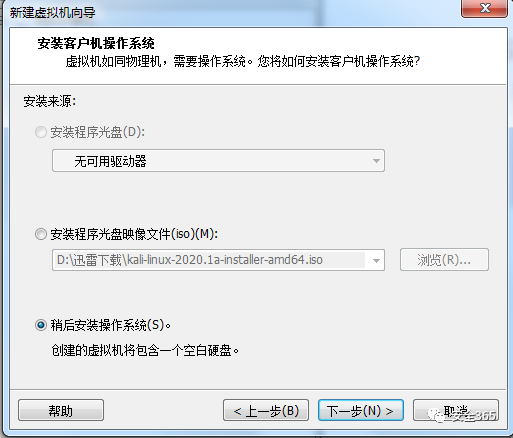 新建虚拟机向导
安装客户机操作系统
虚拟机如同物理机，需要操作系统。您将如何安装客户机操作系统?
安装来源:
安装程序光盘(D):
无可用驱动器
安装程序光盘映像文件(iso)(M):
D:\迅雷下载\kali-linux-2020.1a-installer-amd64.iso
浏览(R)...
稍后安装操作系统(S)。
创建的虚拟机将包含一个空白硬盘。
帮助
< 上一步(B)
下一步(N) >
取消
安全365